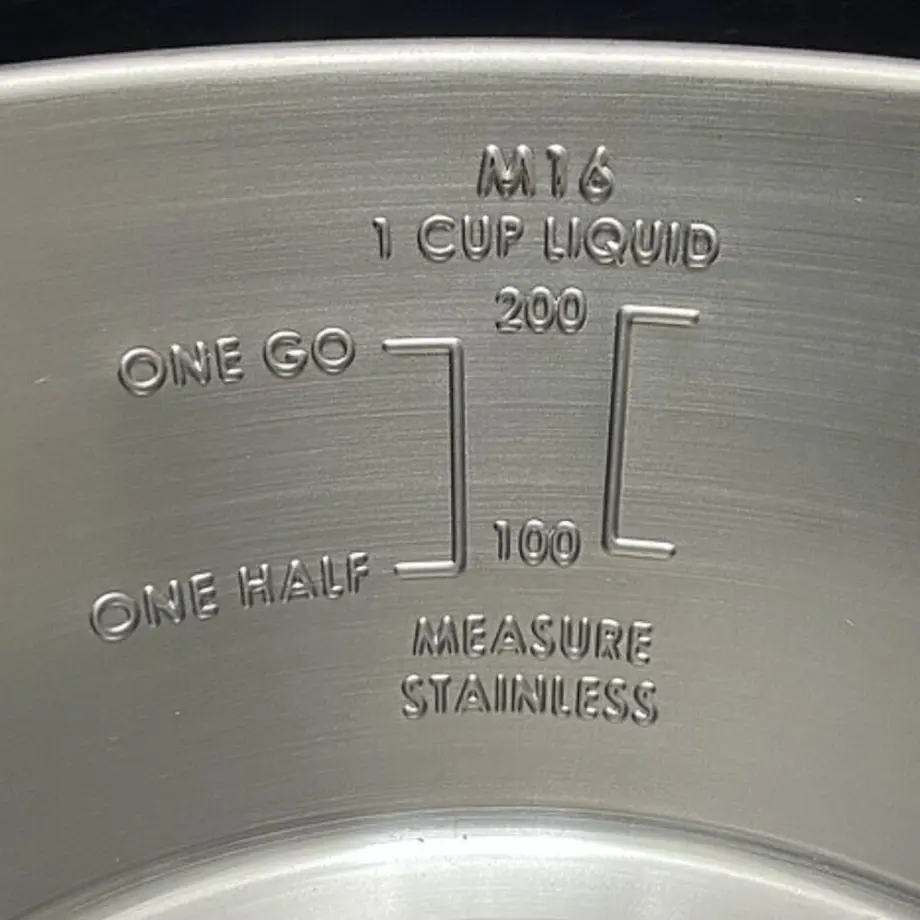 M16
1 CUP LIQUID
200
ONE GO
100
ONE HALF
MEASURE
STAINLESS